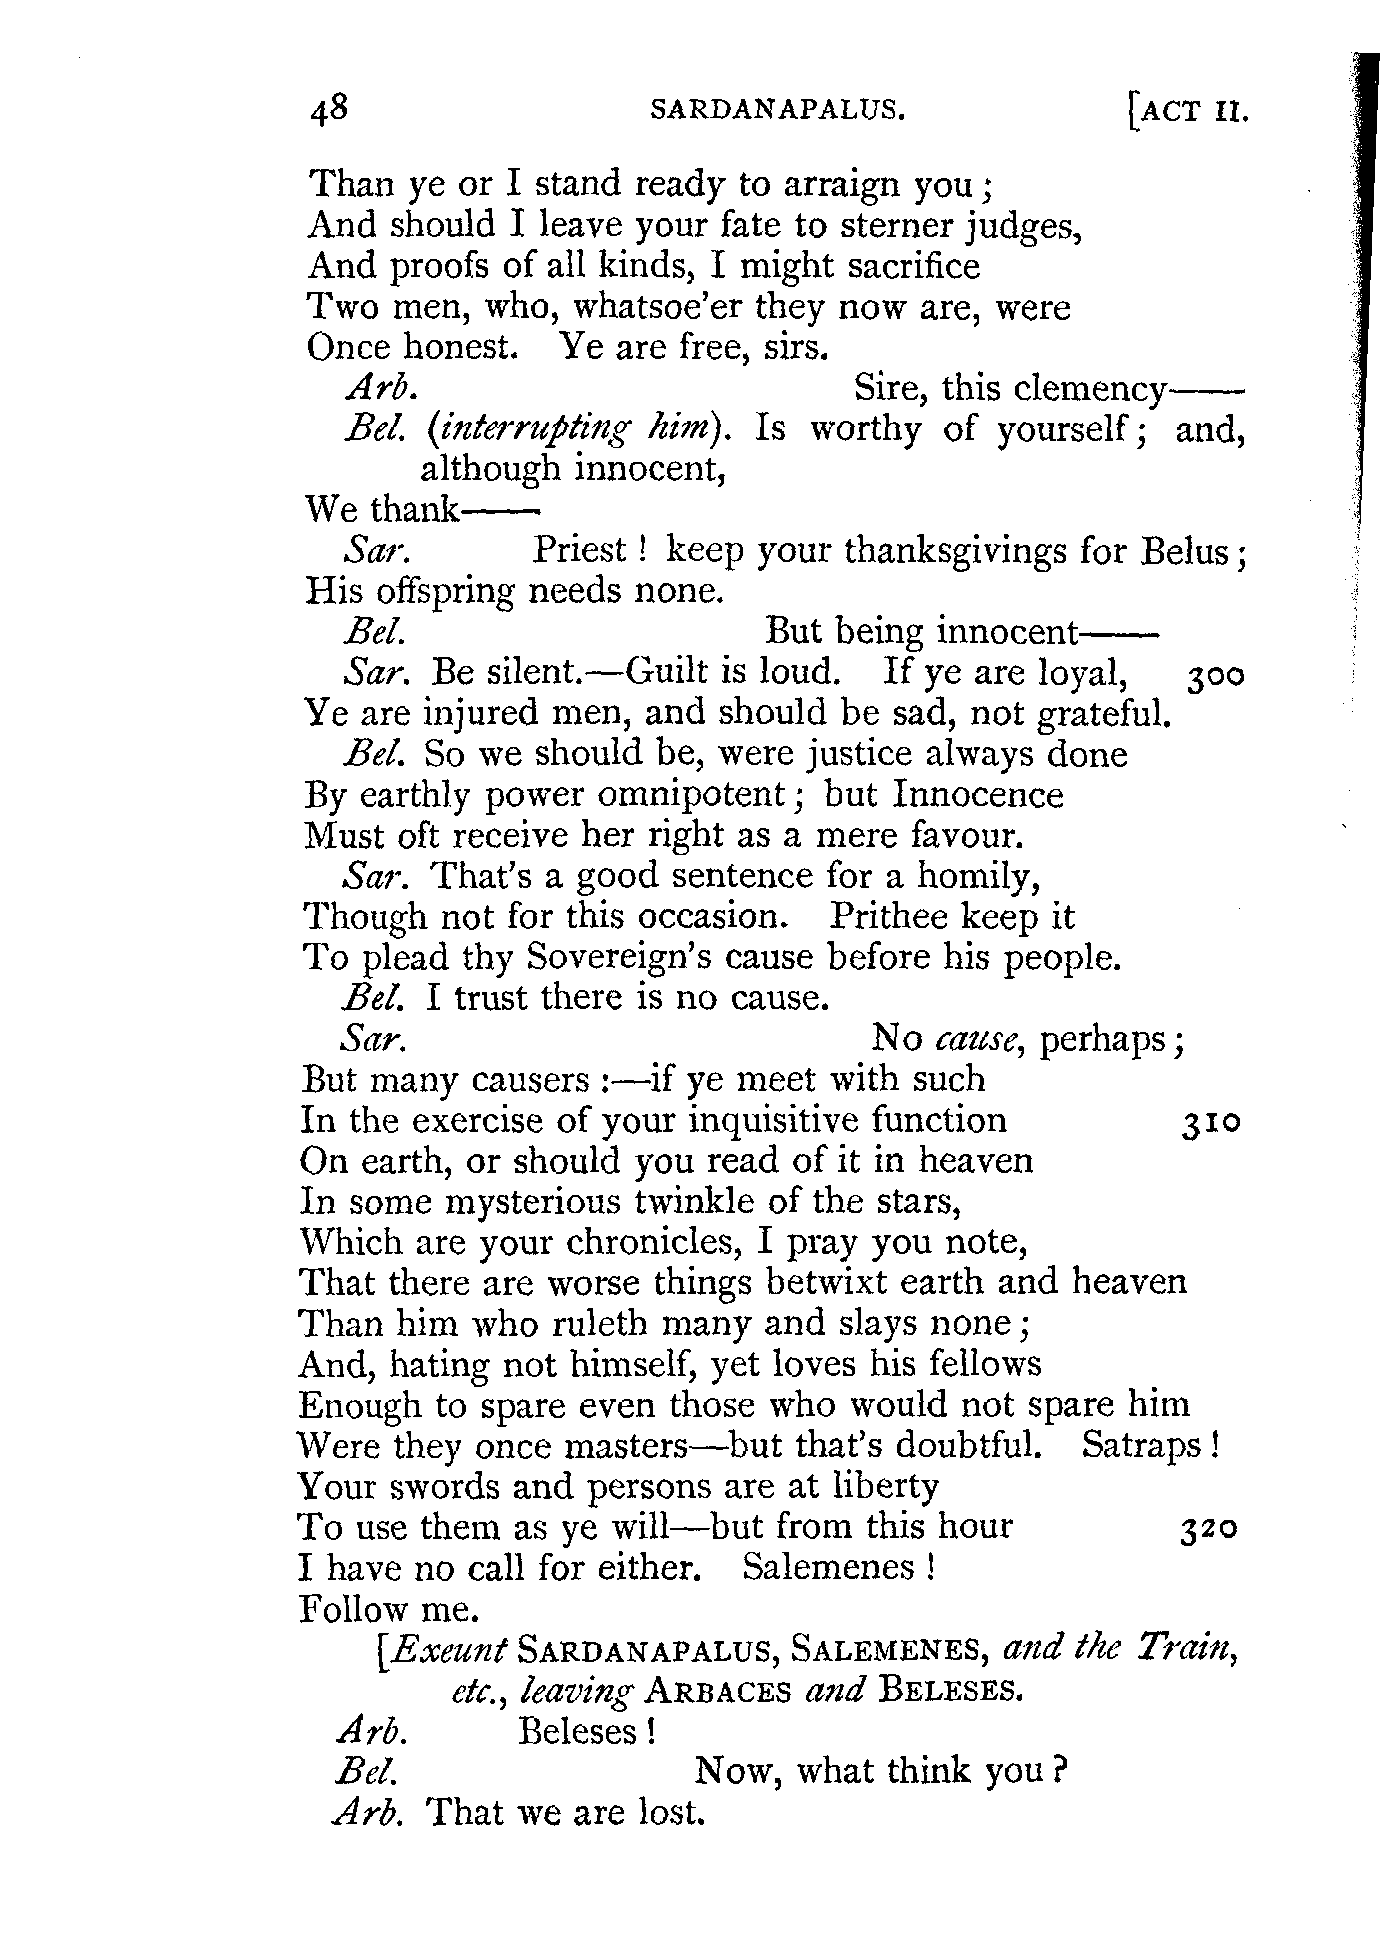 48 SARDANAPALUS. [ACT II.
Than ye or I stand ready to arraign you;
And should I leave your fate to sterner judges,
And proofs of all kinds, I might sacrifice
Two men, who, whatsoe'er they now are, were
Once honest. Ye are free, sirs.
Arb. Sire, this clemency——
Bel. (interrupting him). Is worthy of yourself; and,
although innocent,
We thank——
Sar. Priest! keep your thanksgivings for Belus;
His offspring needs none.
Bel. But being innocent——
Sar. Be silent.—Guilt is loud. If ye are loyal, 300
Ye are injured men, and should be sad, not grateful.
Bel. So we should be, were justice always done
By earthly power omnipotent; but Innocence
Must oft receive her right as a mere favour.
Sar. That's a good sentence for a homily,
Though not for this occasion. Prithee keep it
To plead thy Sovereign's cause before his people.
Bel. I trust there is no cause.
Sar. No cause, perhaps;
But many causers:—if ye meet with such
In the exercise of your inquisitive function 310
On earth, or should you read of it in heaven
In some mysterious twinkle of the stars,
Which are your chronicles, I pray you note,
That there are worse things betwixt earth and heaven
Than him who ruleth many and slays none;
And, hating not himself, yet loves his fellows
Enough to spare even those who would not spare him
Were they once masters—but that's doubtful. Satraps!
Your swords and persons are at liberty
To use them as ye will—but from this hour 320
I have no call for either. Salemenes!
Follow me.
[Exeunt SARDANAPALUS, SALEMENES, and the Train,
etc., leaving ARBACES and BELESES.
Arb. Beleses!
Bel. Now, what think you?
Arb. That we are lost.